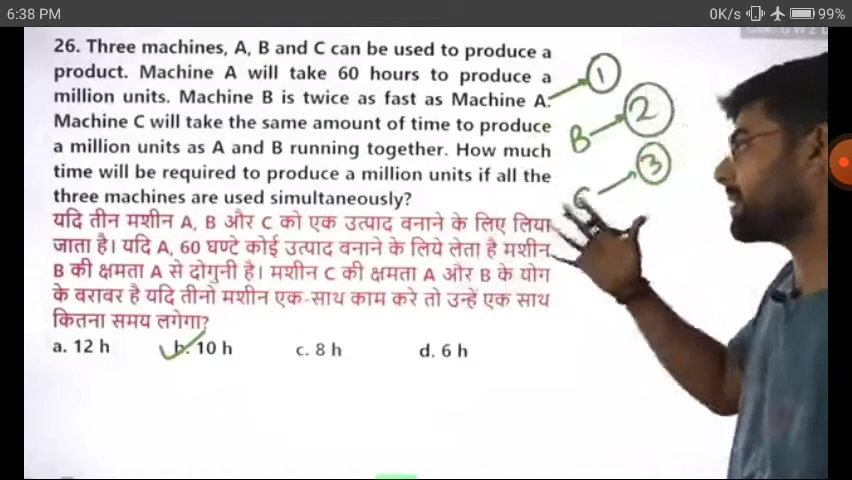 6:38 PM
0K/s 99%
26. Three machines, A, B and C can be used to produce a
product. Machine A will take 60 hours to produce a
million units. Machine B is twice as fast as Machine A.
Machine C will take the same amount of time to produce
a million units as A and B running together. How much
time will be required to produce a million units if all the
three machines are used simultaneously?
यदि तीन मशीन A, B और C को एक उत्पाद बनाने के लिए लिया
जाता है। यदि A, 60 घण्टे कोई उत्पाद बनाने के लिये लेता है मशीन
B की क्षमता A से दोगुनी है। मशीन C की क्षमता A और B के योग
के बराबर है यदि तीनो मशीन एक-साथ काम करे तो उन्हें एक साथ
कितना समय लगेगा?
a. 12 h b. 10 h c. 8 h d. 6 h
1
B 2
C 3